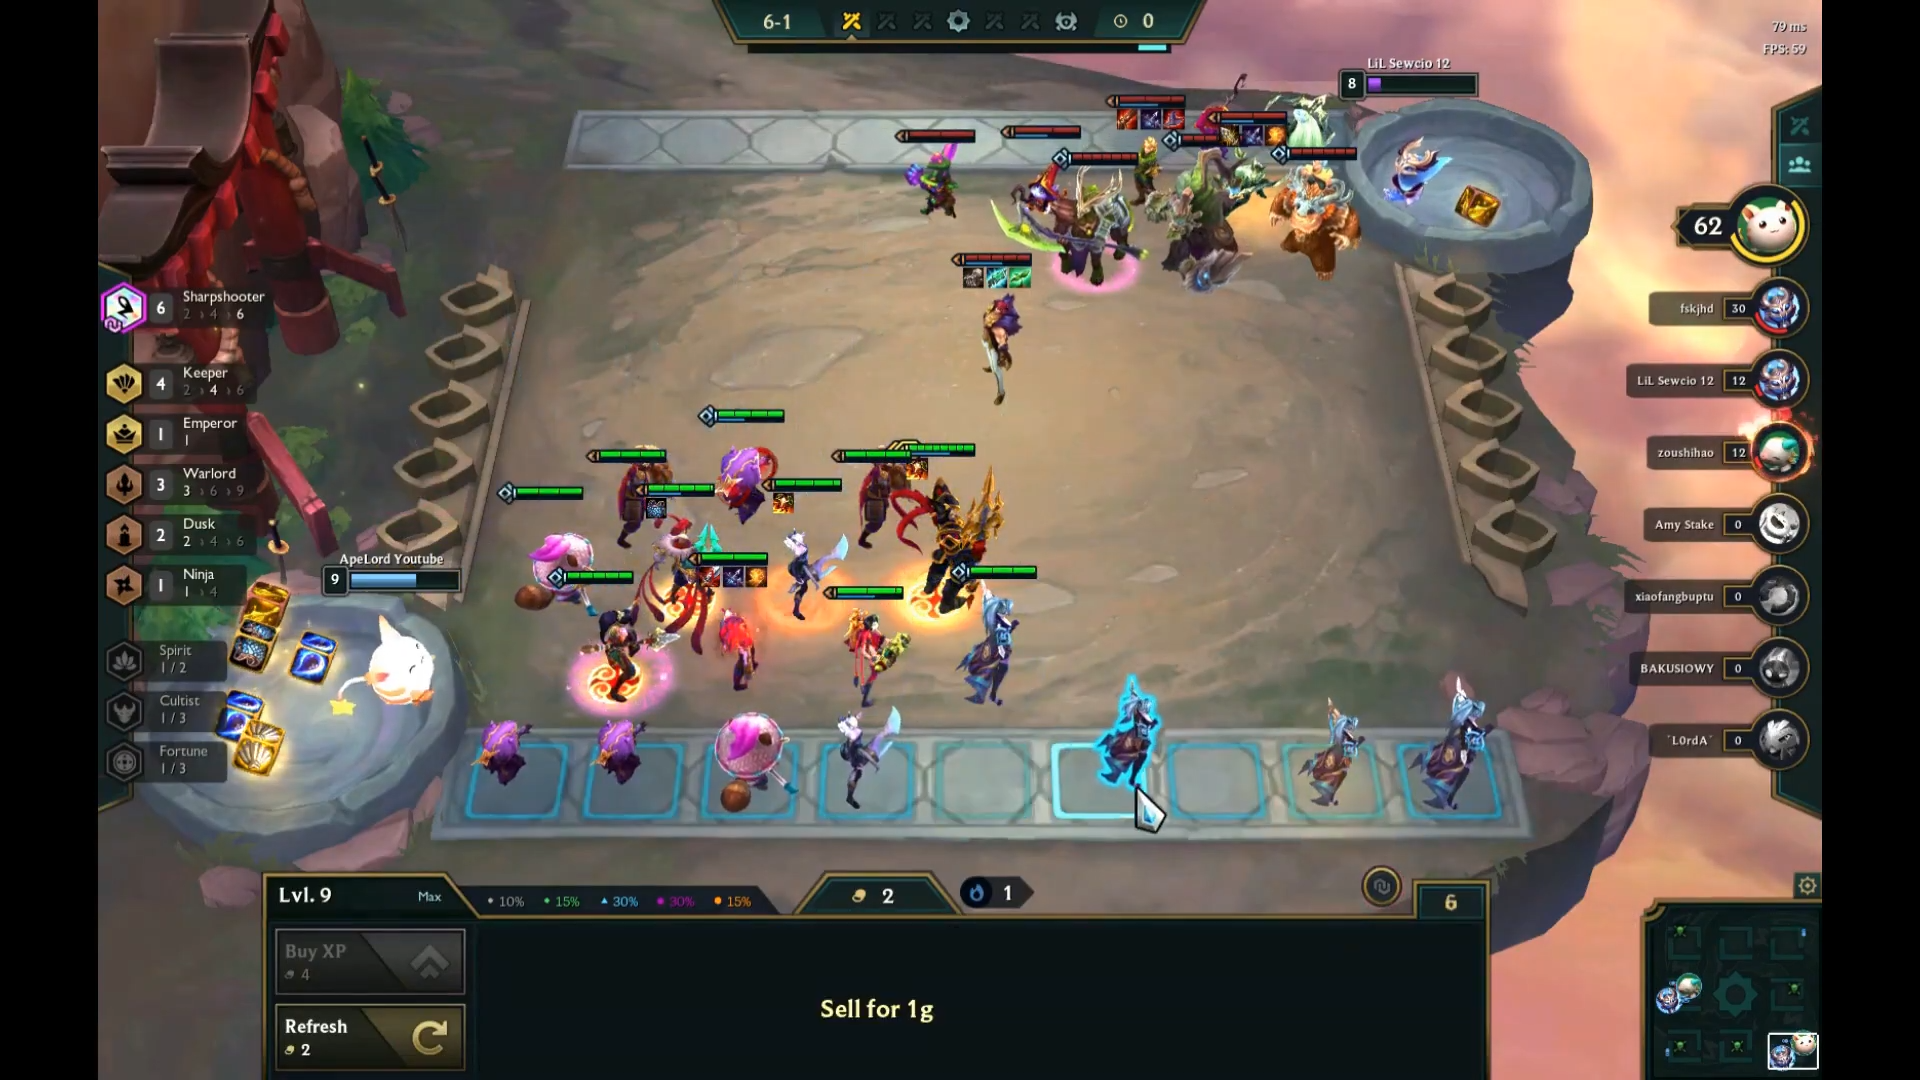 6-1
0
79 ms
FPS: 59
LiL Sewcio 12
8
62
6
Sharpshooter
2 › 4 › 6
fskjhd 30
4
Keeper
2 › 4 › 6
LiL Sewcio 12 12
1
Emperor
1
zoushihao 12
3
Warlord
3 › 6 › 9
2
Dusk
2 › 4 › 6
Amy Stake 0
ApeLord Youtube
9
1
Ninja
1 › 4
xiaofangbuptu 0
Spirit
1 / 2
BAKUSIOWY 0
Cultist
1 / 3
Fortune
1 / 3
`L0rdA´ 0
Lvl. 9
Max
10% 15% 30% 30% 15%
2
1
6
Buy XP
4
Sell for 1g
Refresh
2